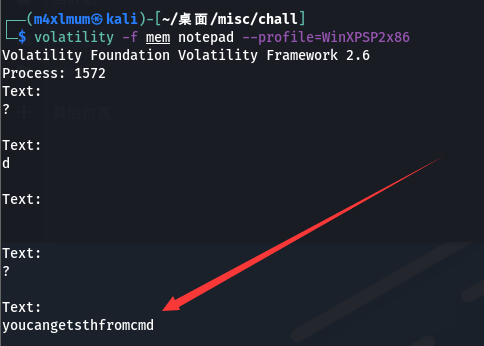 ┌──(m4xlmum㉿kali)-[~/桌面/misc/chall]
└─$ volatility -f mem notepad --profile=WinXPSP2x86
Volatility Foundation Volatility Framework 2.6
Process: 1572
Text:
?
Text:
d
Text:
Text:
?
Text:
youcangetsthfromcmd